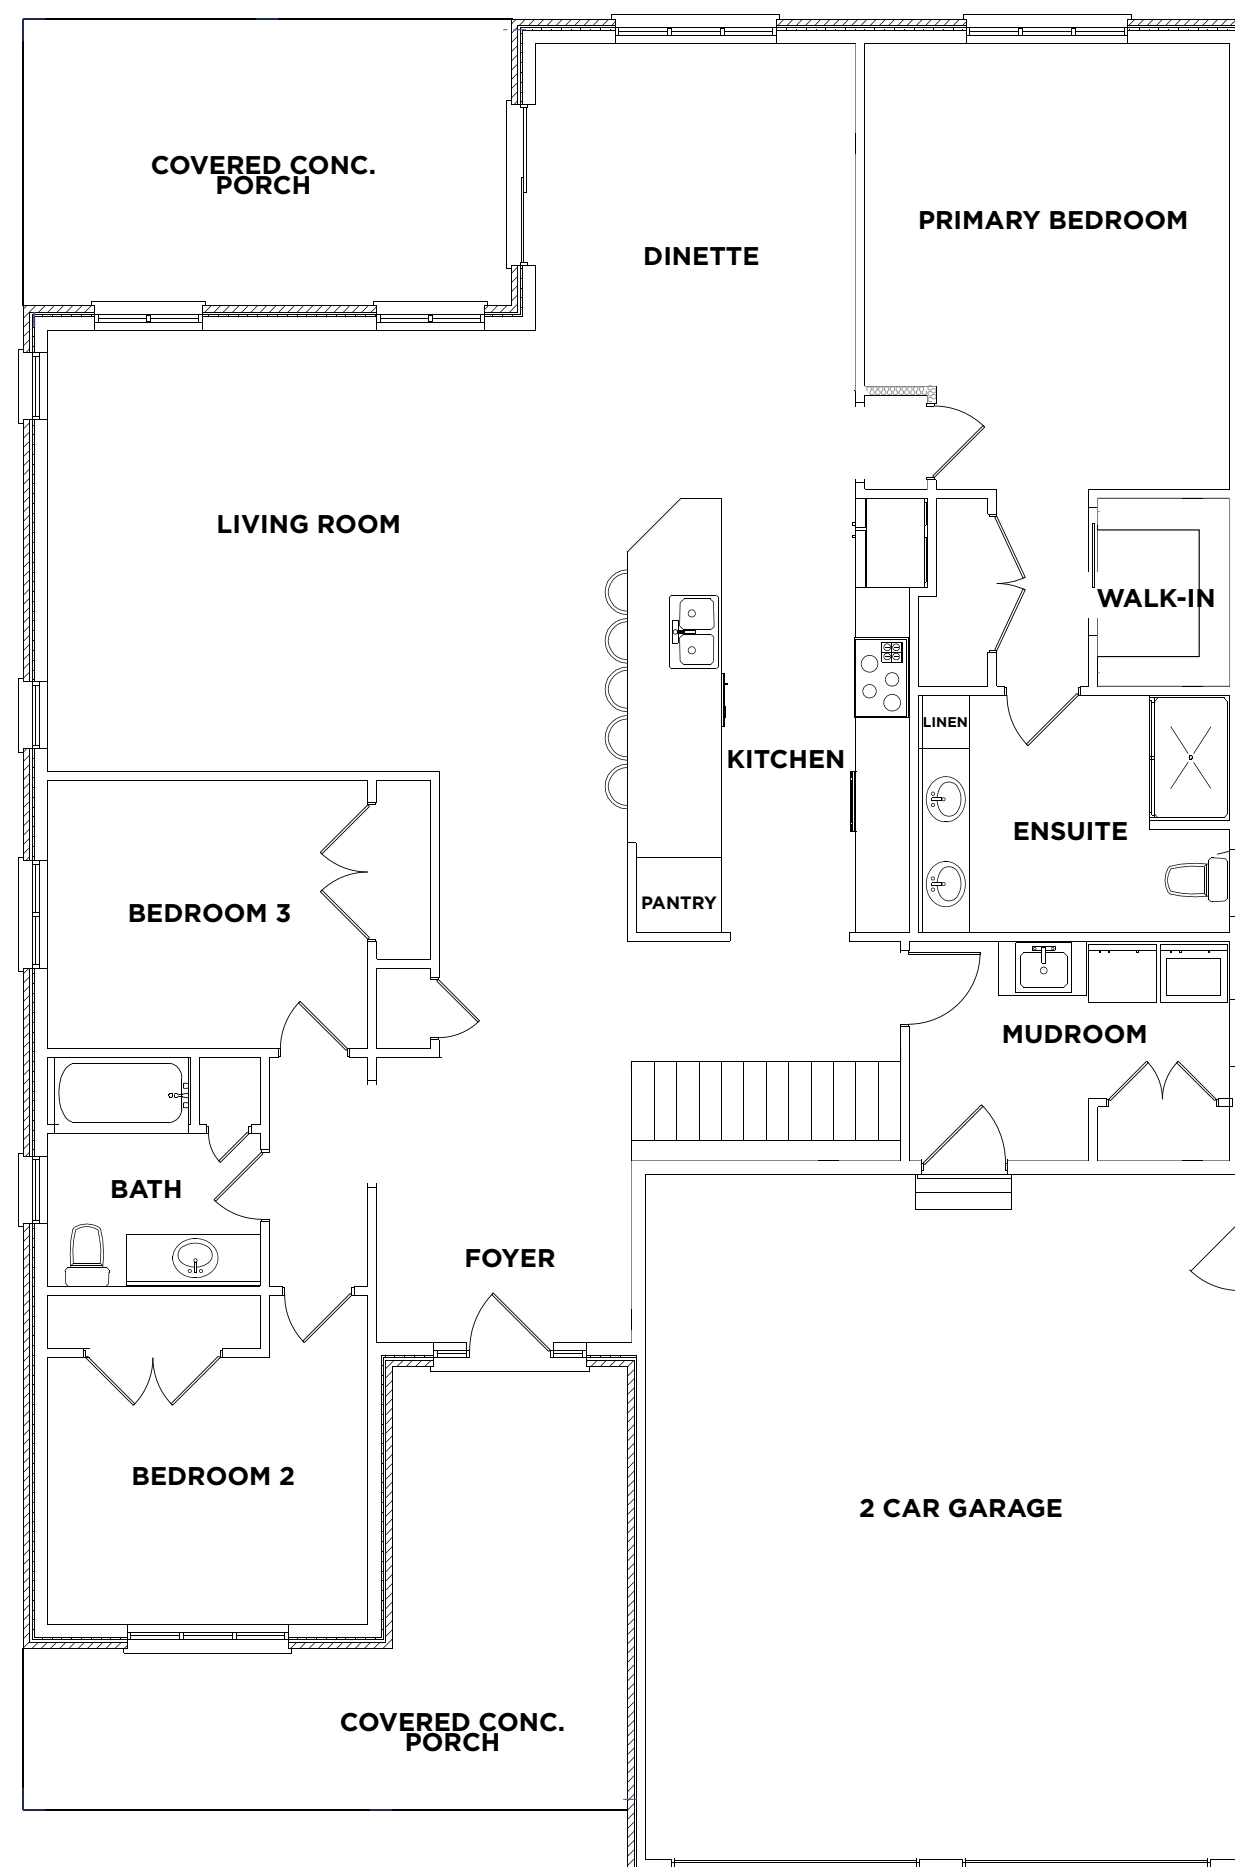 COVERED CONC.
PORCH
PRIMARY BEDROOM
DINETTE
LIVING ROOM
WALK-IN
LINEN
KITCHEN
ENSUITE
PANTRY
BEDROOM 3
MUDROOM
BATH
FOYER
BEDROOM 2
2 CAR GARAGE
COVERED CONC.
PORCH